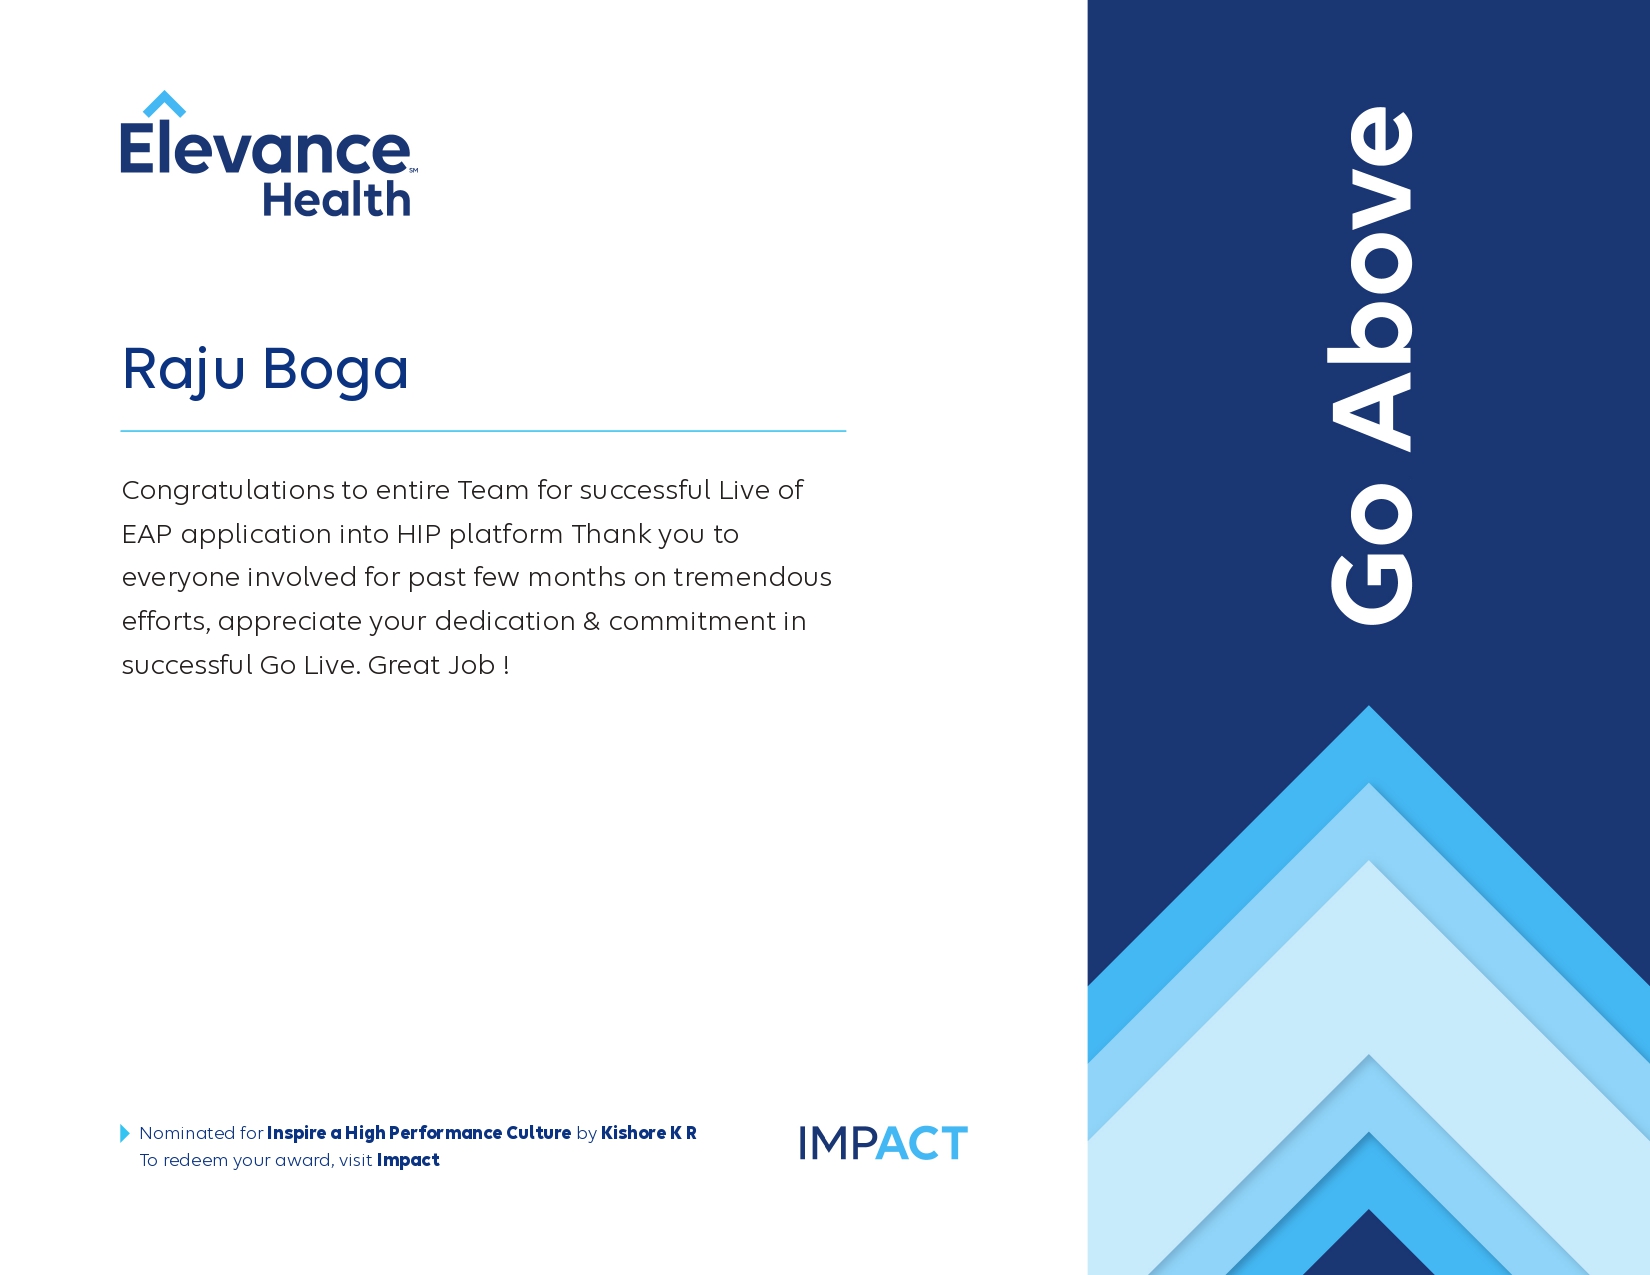 Elevance
℠
Health
Raju Boga
Congratulations to entire Team for successful Live of
EAP application into HIP platform Thank you to
everyone involved for past few months on tremendous
efforts, appreciate your dedication & commitment in
successful Go Live. Great Job !
Nominated for Inspire a High Performance Culture by Kishore K R
To redeem your award, visit Impact
IMPACT
Go Above